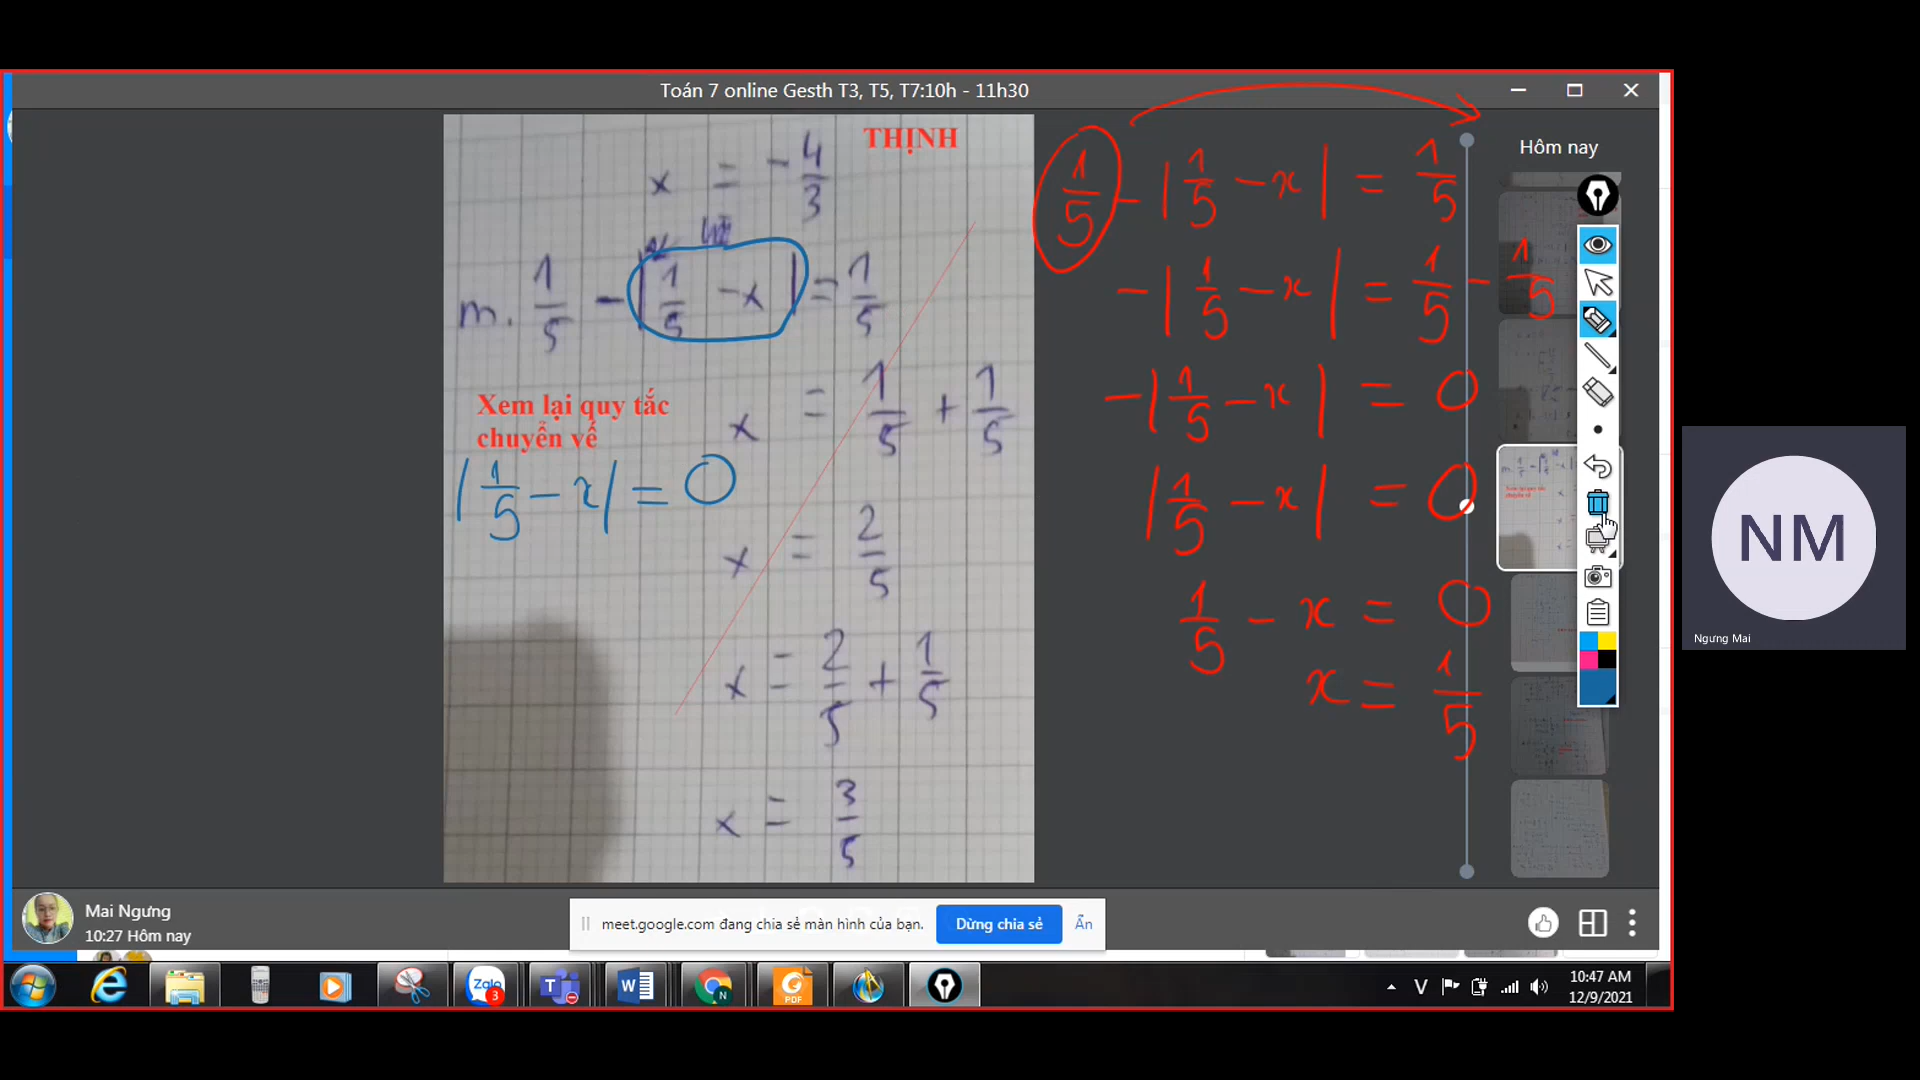 Toán 7 online Gesth T3, T5, T7:10h - 11h30
THỊNH
x = - 4/3
m. 1/5 - | 1/5 - x | = 1/5
x = 1/5 + 1/5
Xem lại quy tắc
chuyển vế
| 1/5 - x | = 0
x = 2/5
x = 2/5 + 1/5
x = 3/5
1/5 - | 1/5 - x | = 1/5
- | 1/5 - x | = 1/5 - 1/5
- | 1/5 - x | = 0
| 1/5 - x | = 0
1/5 - x = 0
x = 1/5
Hôm nay
NM
Ngưng Mai
Mai Ngưng
10:27 Hôm nay
meet.google.com đang chia sẻ màn hình của bạn.
Dừng chia sẻ
Ẩn
Zalo
3
T
W
N
PDF
V
10:47 AM
12/9/2021